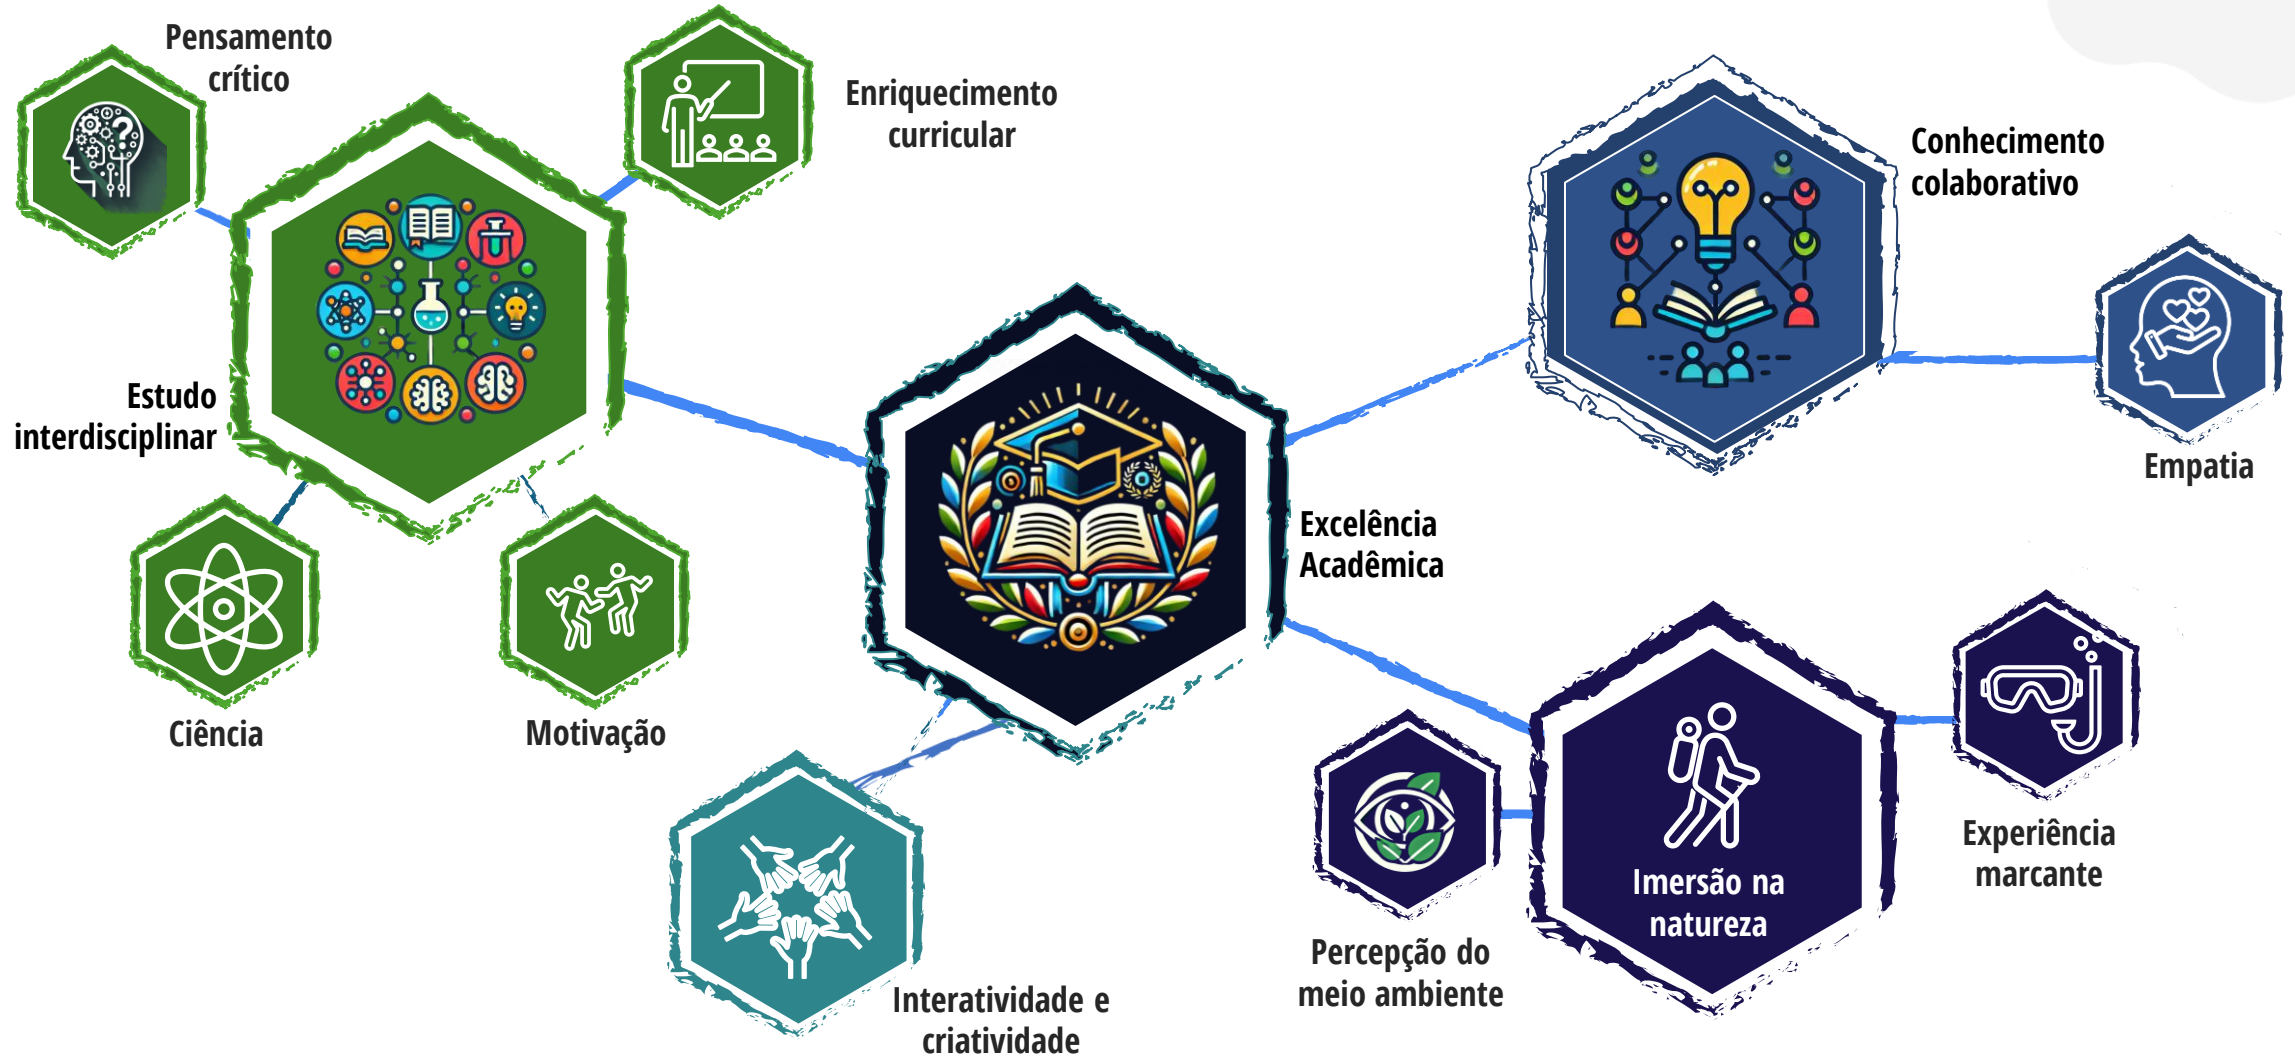 Pensamento
crítico
Enriquecimento
curricular
Conhecimento
colaborativo
Estudo
interdisciplinar
Empatia
Excelência
Acadêmica
Ciência
Motivação
Experiência
marcante
Imersão na
natureza
Percepção do
meio ambiente
Interatividade e
criatividade